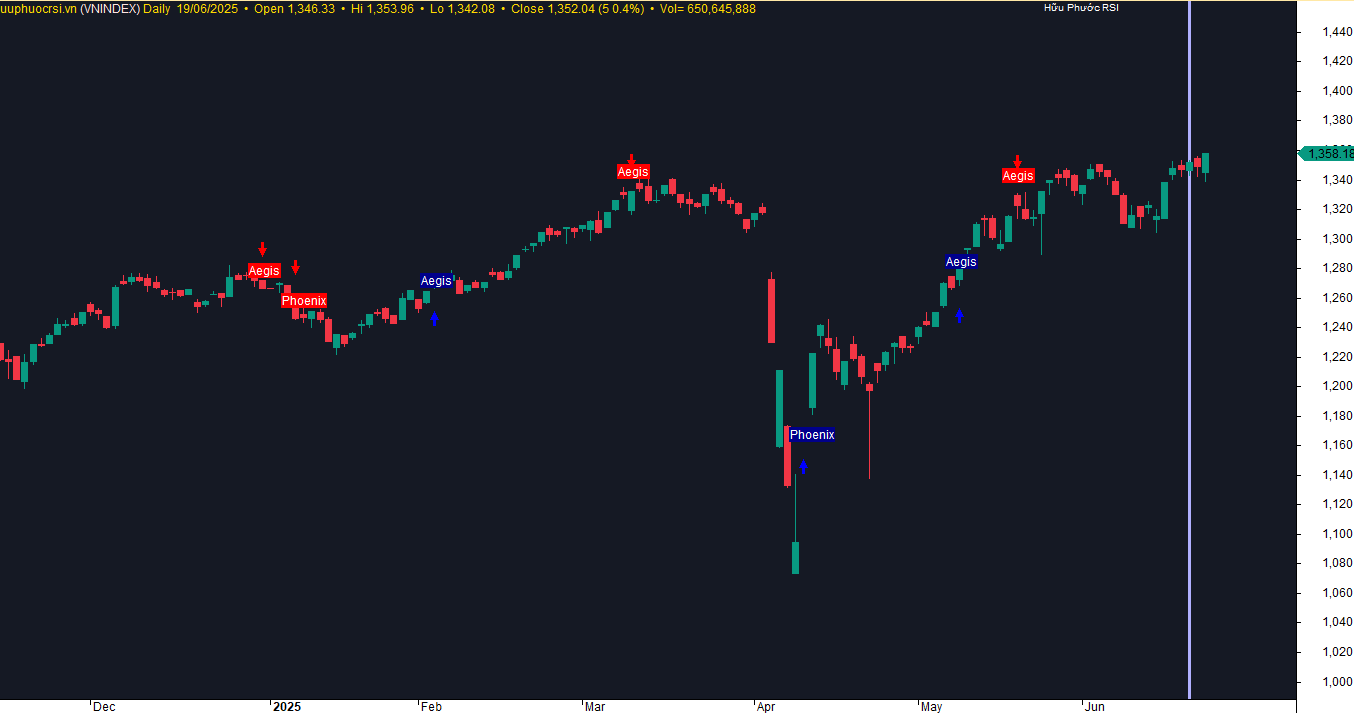 uuphuocrsi.vn (VNINDEX) Daily 19/06/2025 • Open 1,346.33 • Hi 1,353.96 • Lo 1,342.08 • Close 1,352.04 (5 0.4%) • Vol= 650,645,888
Hữu Phước RSI
1,440
1,420
1,400
1,380
1,358.18
1,340
1,320
1,300
1,280
1,260
1,240
1,220
1,200
1,180
1,160
1,140
1,120
1,100
1,080
1,060
1,040
1,020
1,000
Aegis
Phoenix
Aegis
Aegis
Phoenix
Aegis
Aegis
Dec 2025 Feb Mar Apr May Jun